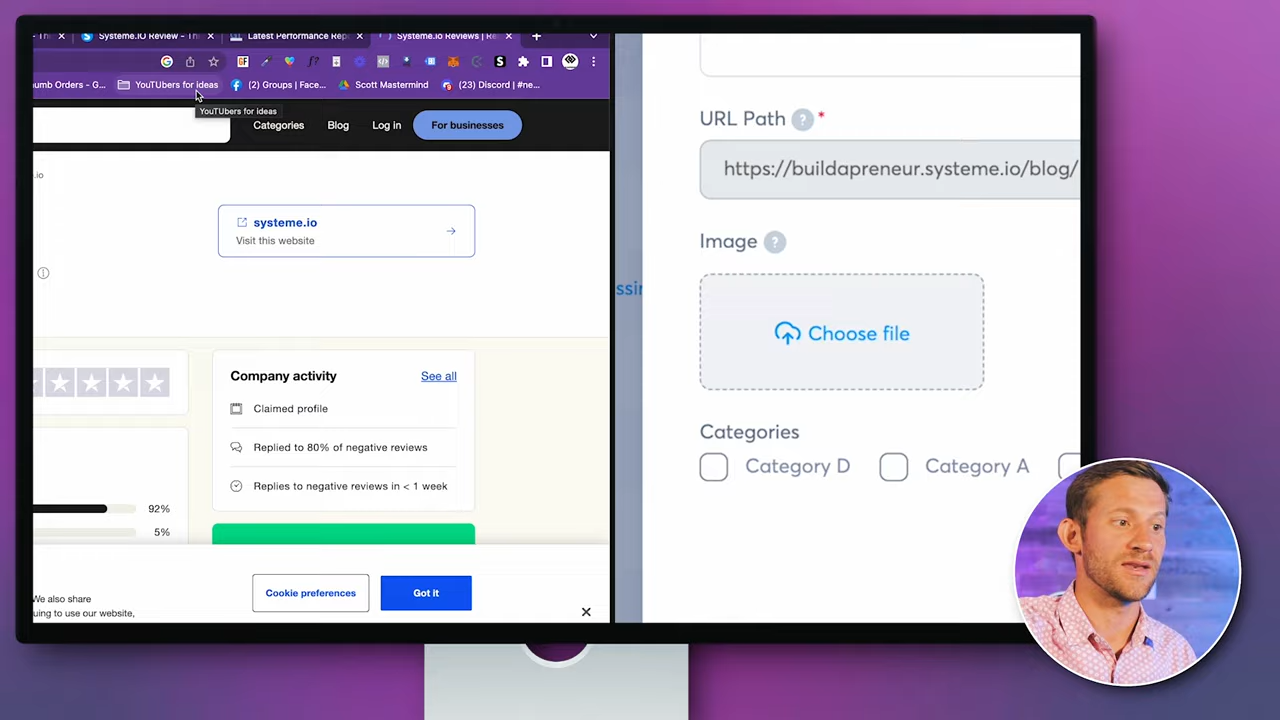 Systeme.IO Review - Th
Latest Performance Rep
Systeme.io Reviews | Re
umb Orders - G...
YouTUbers for ideas
(2) Groups | Face...
Scott Mastermind
(23) Discord | #ne...
YouTUbers for ideas
Categories
Blog
Log in
For businesses
.io
systeme.io
Visit this website
Company activity
See all
Claimed profile
Replied to 80% of negative reviews
Replies to negative reviews in < 1 week
92%
5%
We also share
uing to use our website,
Cookie preferences
Got it
URL Path ? *
https://buildapreneur.systeme.io/blog/
Image ?
ssin
Choose file
Categories
Category D
Category A